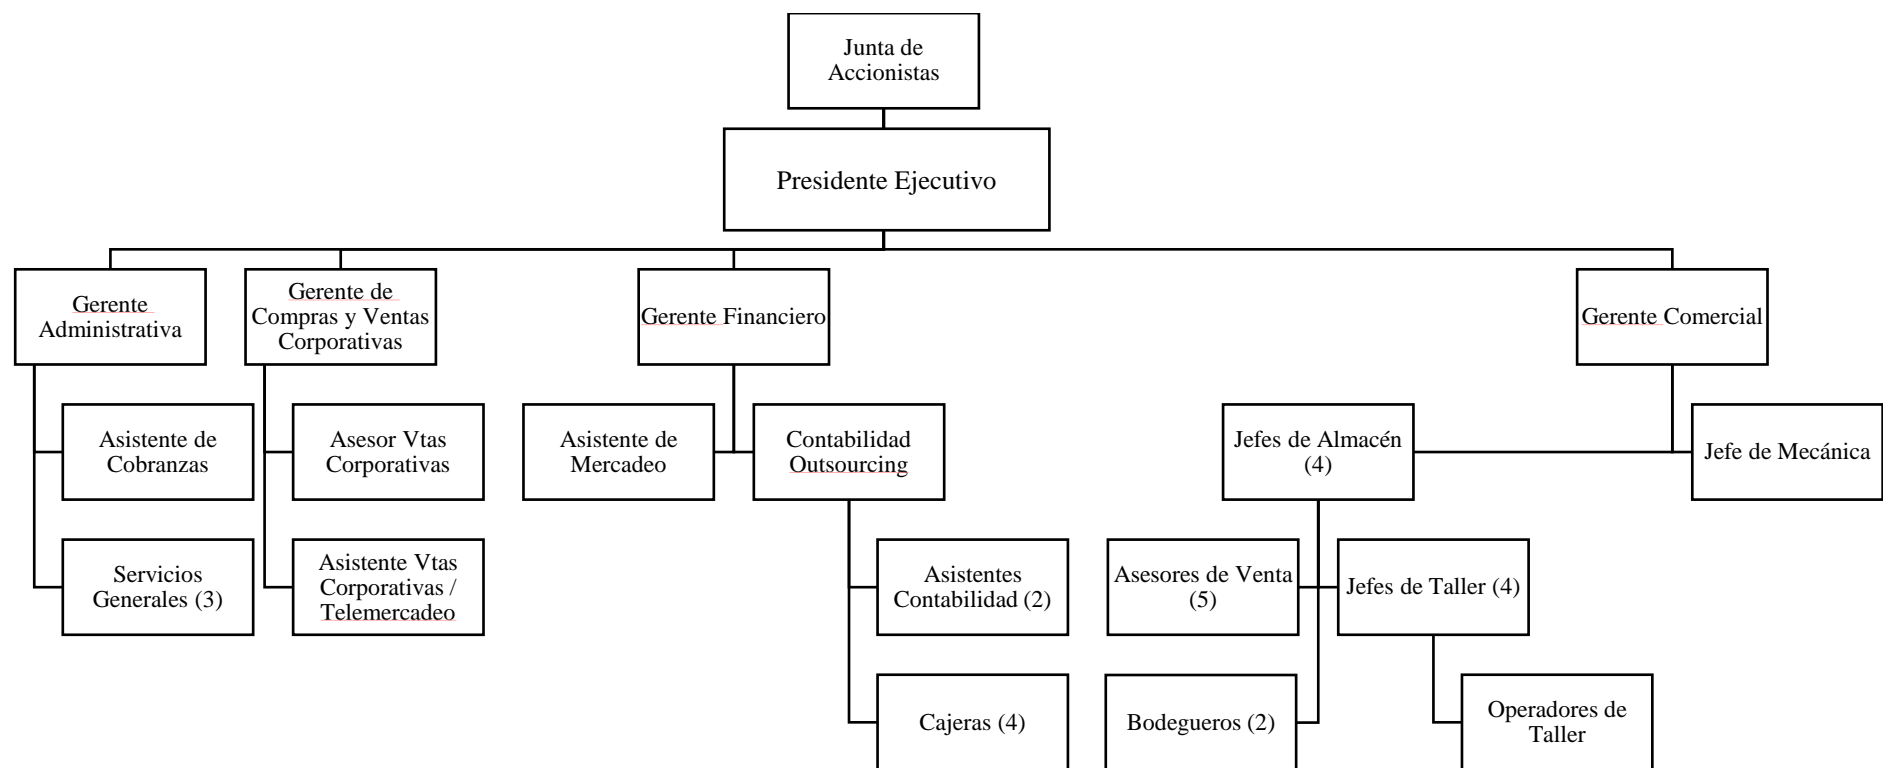 Junta de
Accionistas
Presidente Ejecutivo
Gerente
Administrativa
Gerente de
Compras y Ventas
Corporativas
Gerente Financiero
Gerente Comercial
Asistente de
Cobranzas
Asesor Vtas
Corporativas
Asistente de
Mercadeo
Contabilidad
Outsourcing
Jefes de Almacén
(4)
Jefe de Mecánica
Servicios
Generales (3)
Asistente Vtas
Corporativas /
Telemercadeo
Asistentes
Contabilidad (2)
Asesores de Venta
(5)
Jefes de Taller (4)
Cajeras (4)
Bodegueros (2)
Operadores de
Taller